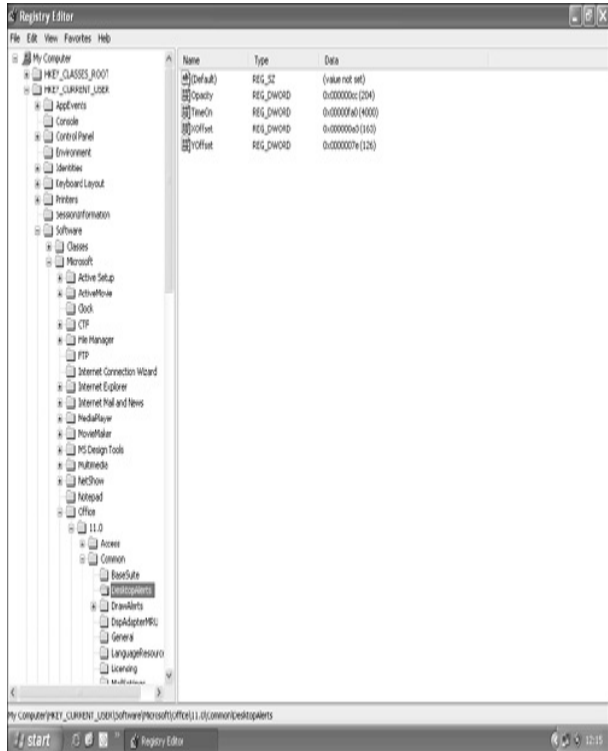 Registry Editor
File Edit View Favorites Help
My Computer
HKEY_CLASSES_ROOT
HKEY_CURRENT_USER
AppEvents
Console
Control Panel
Environment
Identities
Keyboard Layout
Printers
SessionInformation
Software
Classes
Microsoft
Active Setup
ActiveMovie
Clock
CTF
File Manager
FTP
Internet Connection Wizard
Internet Explorer
Internet Mail and News
MediaPlayer
MovieMaker
MS Design Tools
Multimedia
NetShow
Notepad
Office
11.0
Access
Common
BaseSuite
DesktopAlerts
DrawAlerts
DspAdapterMRU
General
LanguageResourc
Licensing
MailSettings
Name Type Data
(Default) REG_SZ (value not set)
Opacity REG_DWORD 0x000000cc (204)
TimeOn REG_DWORD 0x00000fa0 (4000)
XOffset REG_DWORD 0x000000a3 (163)
YOffset REG_DWORD 0x0000007e (126)
My Computer\HKEY_CURRENT_USER\Software\Microsoft\Office\11.0\Common\DesktopAlerts
start
Registry Editor
12:15